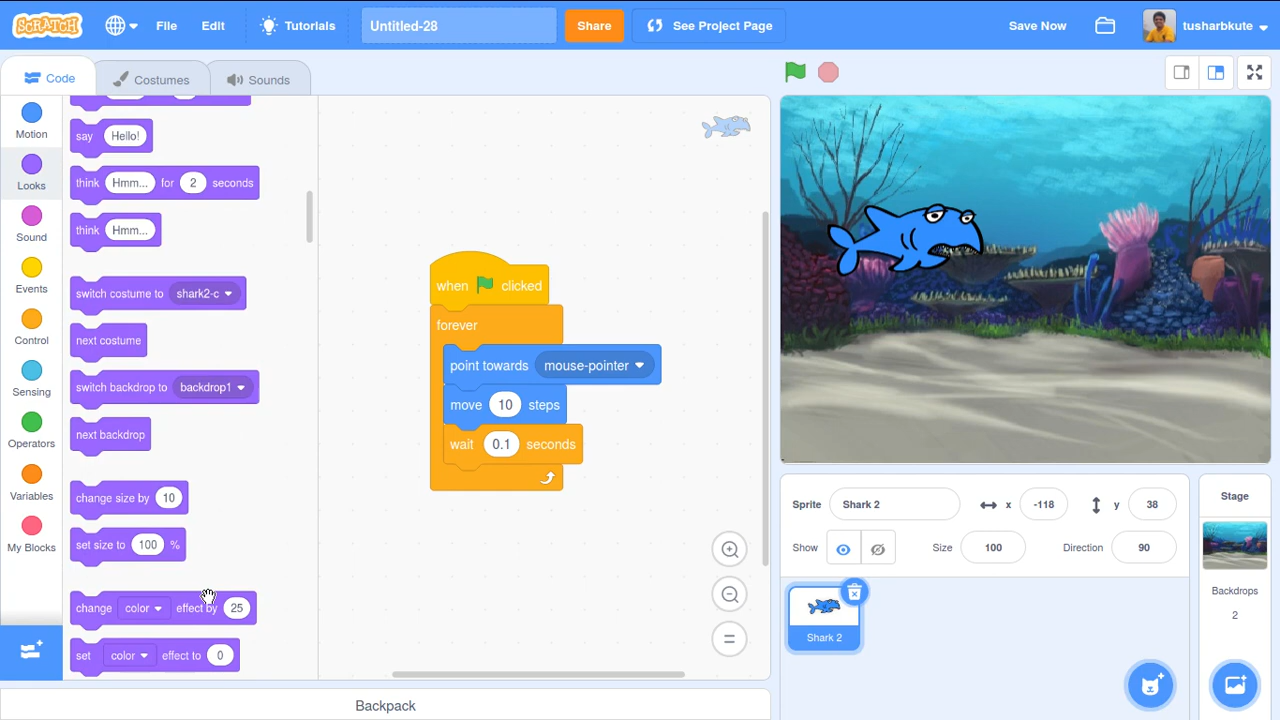 SCRATCH
File
Edit
Tutorials
Untitled-28
Share
See Project Page
Save Now
tusharbkute
Code
Costumes
Sounds
Motion
Looks
Sound
Events
Control
Sensing
Operators
Variables
My Blocks
say Hello!
think Hmm... for 2 seconds
think Hmm...
switch costume to shark2-c
next costume
switch backdrop to backdrop1
next backdrop
change size by 10
set size to 100 %
change color effect by 25
set color effect to 0
when clicked
forever
point towards mouse-pointer
move 10 steps
wait 0.1 seconds
Backpack
Sprite Shark 2 x -118 y 38
Show Size 100 Direction 90
Shark 2
Stage
Backdrops
2